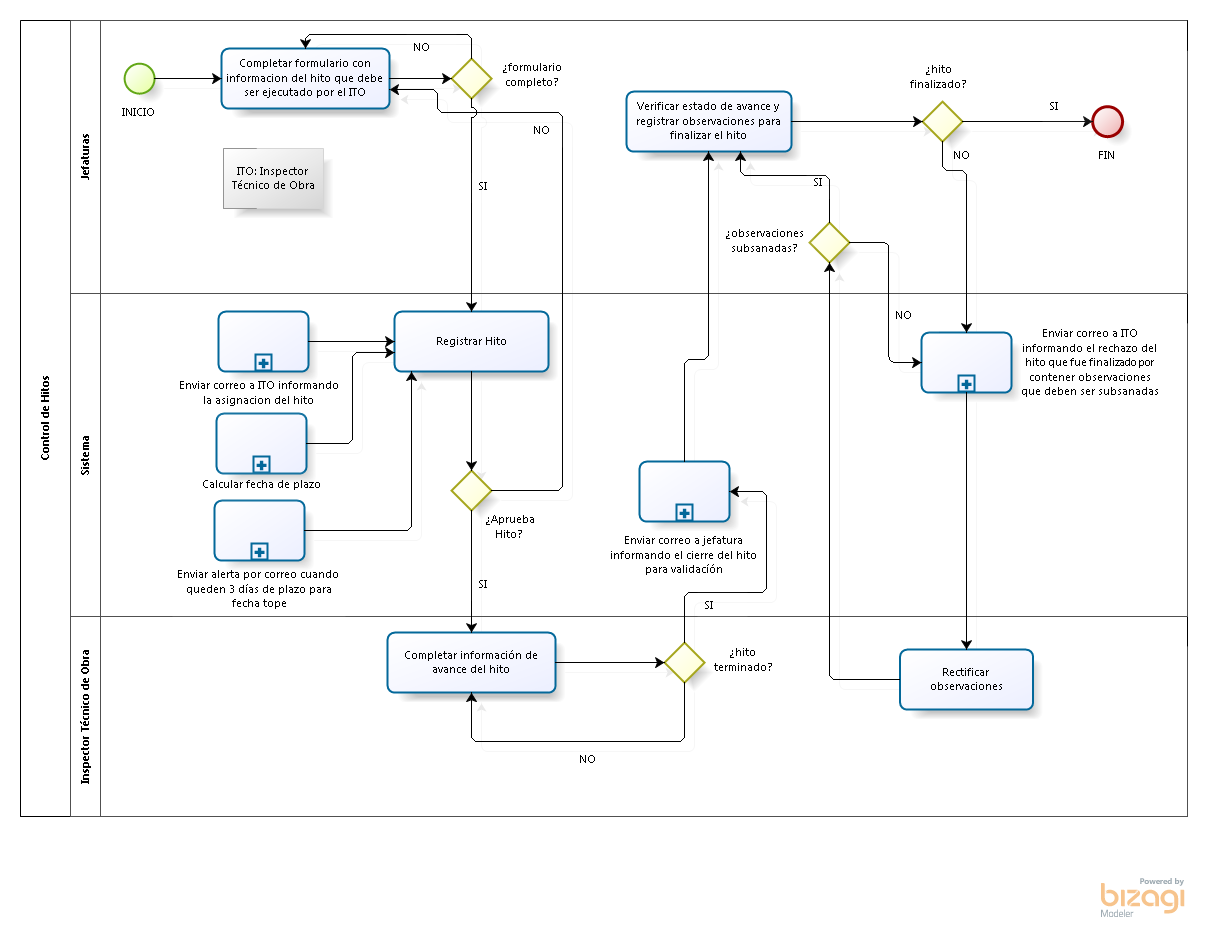 Control de Hitos
Jefaturas
INICIO
Completar formulario con
informacion del hito que debe
ser ejecutado por el ITO
NO
¿formulario
completo?
NO
SI
ITO: Inspector
Técnico de Obra
Verificar estado de avance y
registrar observaciones para
finalizar el hito
¿hito
finalizado?
SI
FIN
NO
SI
¿observaciones
subsanadas?
NO
Sistema
Enviar correo a ITO informando
la asignacion del hito
Calcular fecha de plazo
Enviar alerta por correo cuando
queden 3 días de plazo para
fecha tope
Registrar Hito
¿Aprueba
Hito?
SI
Enviar correo a jefatura
informando el cierre del hito
para validación
SI
Enviar correo a ITO
informando el rechazo del
hito que fue finalizado por
contener observaciones
que deben ser subsanadas
Inspector Técnico de Obra
Completar información de
avance del hito
¿hito
terminado?
NO
Rectificar
observaciones
Powered by
bizagi
Modeler